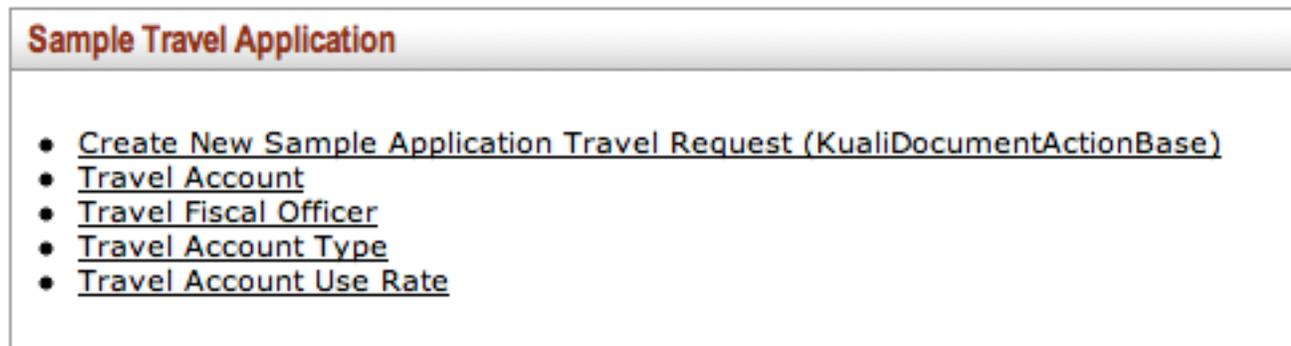 Sample Travel Application
Create New Sample Application Travel Request (KualiDocumentActionBase)
Travel Account
Travel Fiscal Officer
Travel Account Type
Travel Account Use Rate